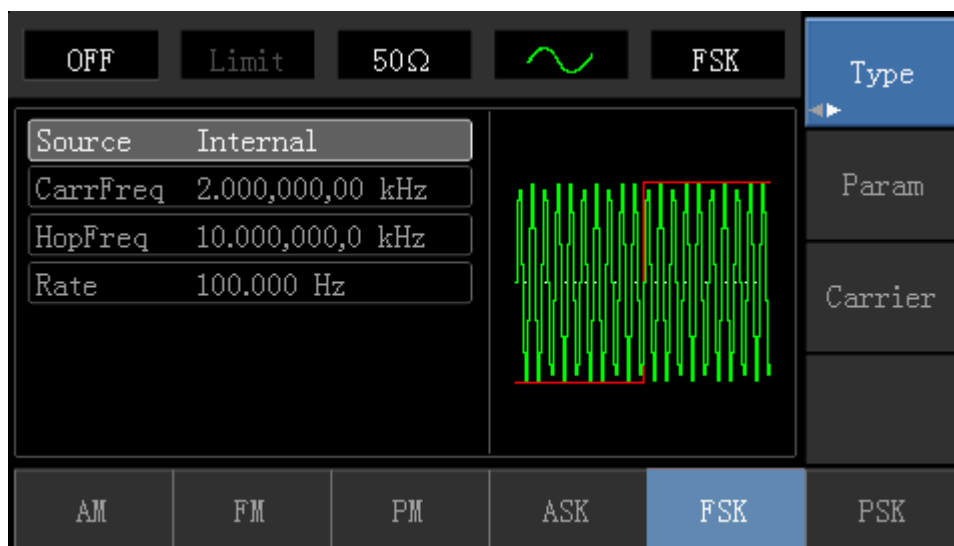 OFF Limit 50Ω FSK Type
Source Internal
CarrFreq 2.000,000,00 kHz
HopFreq 10.000,000,0 kHz
Rate 100.000 Hz
Param
Carrier
AM FM PM ASK FSK PSK